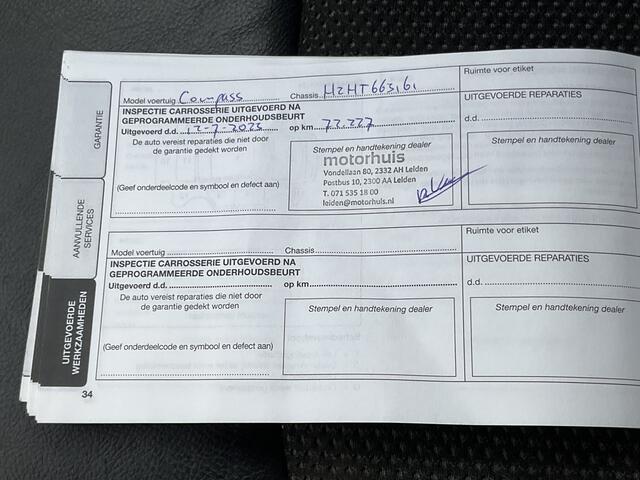 GARANTIE
AANVULLENDE
SERVICES
UITGEVOERDE
WERKZAAMHEDEN
Model voertuig Compass Chassis
INSPECTIE CARROSSERIE UITGEVOERD NA
GEPROGRAMMEERDE ONDERHOUDSBEURT
Uitgevoerd d.d. 12-7-2023 op km 72.227
De auto vereist reparaties die niet door
de garantie gedekt worden
(Geef onderdeelcode en symbool en defect aan)
Stempel en handtekening dealer
motorhuis
Vondellaan 80, 2332 AH Leiden
Postbus 10, 2300 AA Leiden
T. 071 535 18 00
leiden@motorhuis.nl
Ruimte voor etiket
UITGEVOERDE REPARATIES
d.d.
Stempel en handtekening dealer
Model voertuig Chassis
INSPECTIE CARROSSERIE UITGEVOERD NA
GEPROGRAMMEERDE ONDERHOUDSBEURT
Uitgevoerd d.d. op km
De auto vereist reparaties die niet door
de garantie gedekt worden
(Geef onderdeelcode en symbool en defect aan)
Stempel en handtekening dealer
Ruimte voor etiket
UITGEVOERDE REPARATIES
d.d.
Stempel en handtekening dealer
34